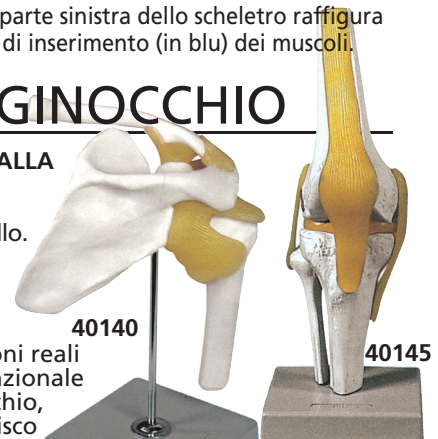 parte sinistra dello scheletro raffigura
di inserimento (in blu) dei muscoli.
GINOCCHIO
ALLA
llo.
40140
oni reali
azionale
40145
chio,
isco